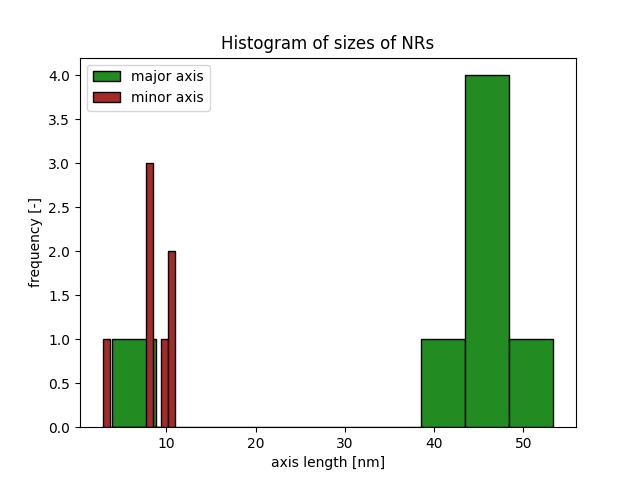 Histogram of sizes of NRs
major axis
minor axis
4.0
3.5
3.0
2.5
2.0
1.5
1.0
0.5
0.0
frequency [-]
10 20 30 40 50
axis length [nm]